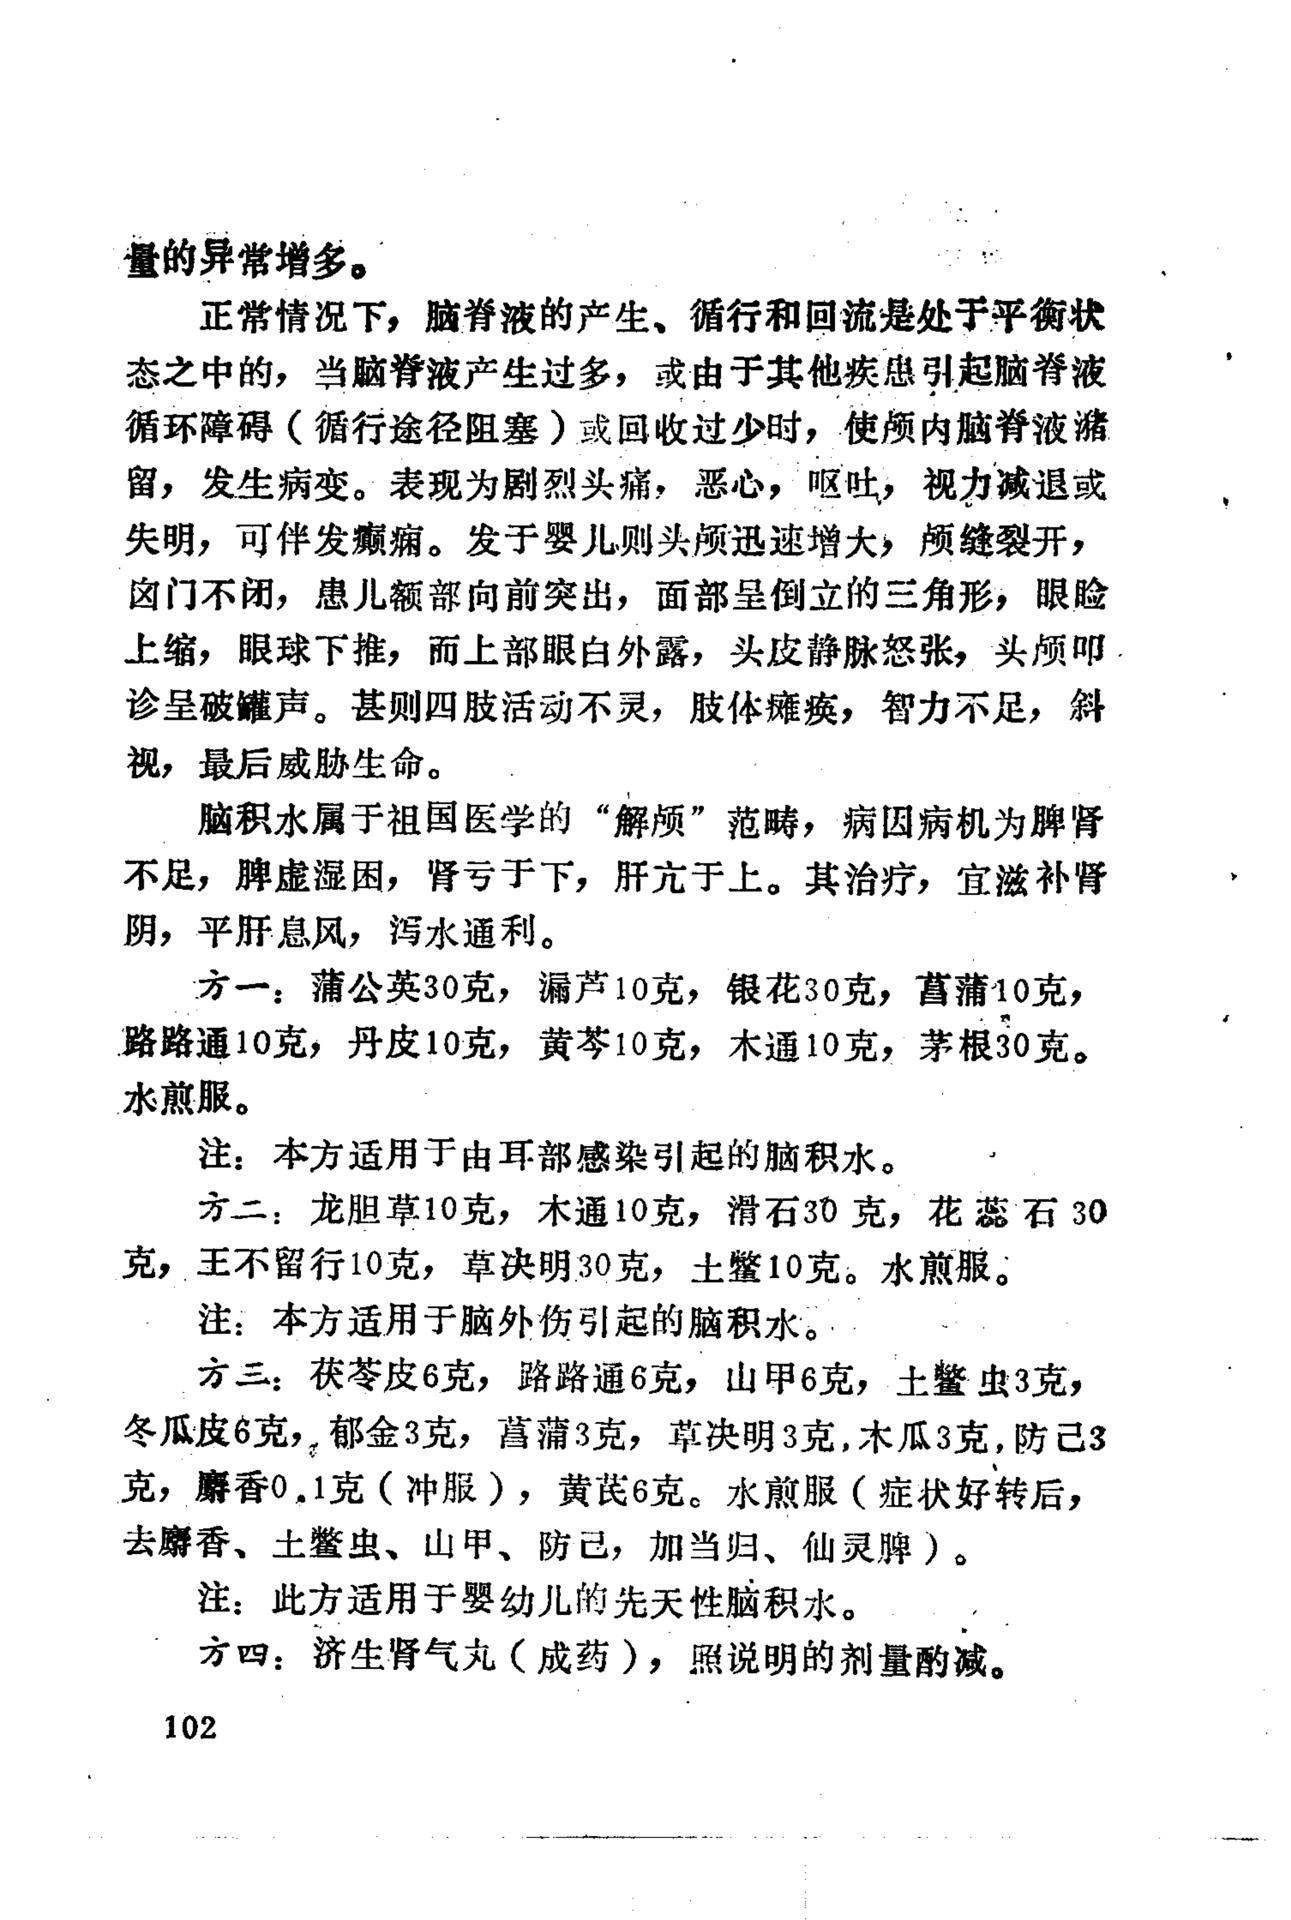 量的异常增多。
正常情况下，脑脊液的产生、循行和回流是处于平衡状
态之中的，当脑脊液产生过多，或由于其他疾患引起脑脊液
循环障碍（循行途径阻塞）或回收过少时，使颅内脑脊液潴
留，发生病变。表现为剧烈头痛，恶心，呕吐，视力减退或
失明，可伴发癫痫。发于婴儿则头颅迅速增大，颅缝裂开，
囟门不闭，患儿额部向前突出，面部呈倒立的三角形，眼睑
上缩，眼球下推，而上部眼白外露，头皮静脉怒张，头颅叩
诊呈破罐声。甚则四肢活动不灵，肢体瘫痪，智力不足，斜
视，最后威胁生命。
脑积水属于祖国医学的“解颅”范畴，病因病机为脾肾
不足，脾虚湿困，肾亏于下，肝亢于上。其治疗，宜滋补肾
阴，平肝息风，泻水通利。
方一：蒲公英30克，漏芦10克，银花30克，菖蒲10克，
路路通10克，丹皮10克，黄芩10克，木通10克，茅根30克。
水煎服。
注：本方适用于由耳部感染引起的脑积水。
方二：龙胆草10克，木通10克，滑石30克，花蕊石30
克，王不留行10克，草决明30克，土鳖10克。水煎服。
注：本方适用于脑外伤引起的脑积水。
方三：茯苓皮6克，路路通6克，山甲6克，土鳖虫3克，
冬瓜皮6克，郁金3克，菖蒲3克，草决明3克，木瓜3克，防己3
克，麝香0.1克（冲服），黄芪6克。水煎服（症状好转后，
去麝香、土鳖虫、山甲、防己，加当归、仙灵脾）。
注：此方适用于婴幼儿的先天性脑积水。
方四：济生肾气丸（成药），照说明的剂量酌减。
102